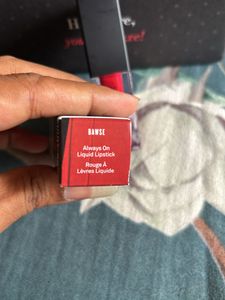 BAWSE
Always On
Liquid Lipstick
Rouge À
Lèvres Liquide